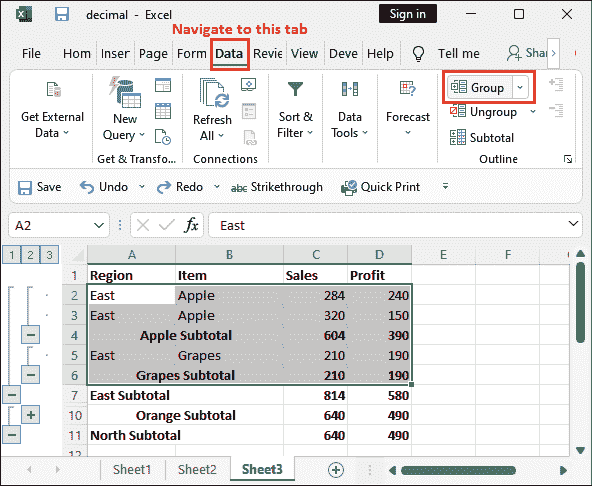 decimal - Excel
Sign in
Navigate to this tab
File Hom Inser Page Form Data Revie View Deve Help Tell me Shar
Get External Data New Query Refresh All Sort & Filter Data Tools Forecast Group Ungroup Subtotal
Get & Transfo... Connections Outline
Save Undo Redo abc Strikethrough Quick Print
A2 fx East
1 2 3 A B C D E F
1 Region Item Sales Profit
2 East Apple 284 240
3 East Apple 320 150
4 Apple Subtotal 604 390
5 East Grapes 210 190
6 Grapes Subtotal 210 190
7 East Subtotal 814 580
10 Orange Subtotal 640 490
11 North Subtotal 640 490
Sheet1 Sheet2 Sheet3